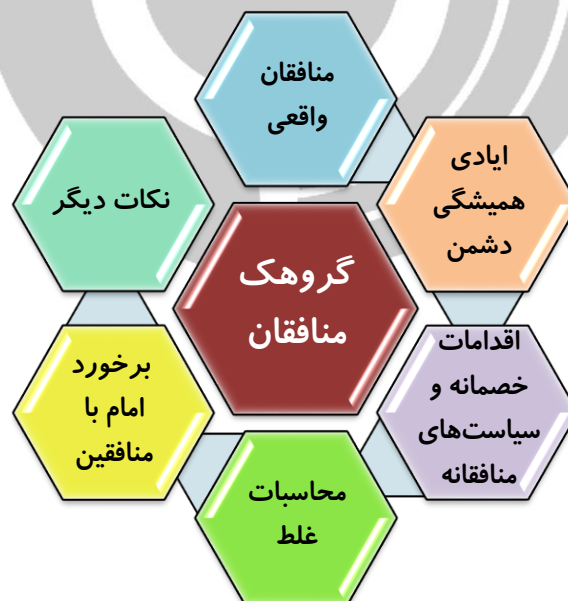 منافقان
واقعی
ایادی
همیشگی
دشمن
نکات دیگر
گروهک
منافقان
اقدامات
خصمانه و
سیاست‌های
منافقانه
برخورد
امام با
منافقین
محاسبات
غلط